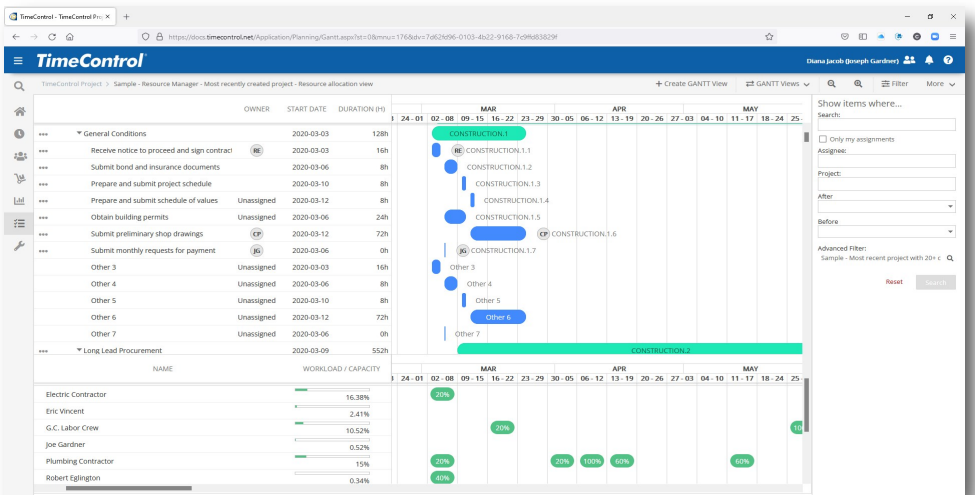 TimeControl - TimeControl Pro
https://docs.timecontrol.net/Application/Planning/Gantt.aspx?st=0&mnu=176&dv=7d62fd96-0103-4b22-9168-7c9ffd83829f
TimeControl
Diana Jacob (Joseph Gardner)
TimeControl Project > Sample - Resource Manager - Most recently created project - Resource allocation view
+ Create GANTT View GANTT Views Filter More
OWNER START DATE DURATION (H)
MAR APR MAY
24 - 01 02 - 08 09 - 15 16 - 22 23 - 29 30 - 05 06 - 12 13 - 19 20 - 26 27 - 03 04 - 10 11 - 17 18 - 24 25 -
General Conditions 2020-03-03 128h CONSTRUCTION.1
Receive notice to proceed and sign contract RE 2020-03-03 16h RE CONSTRUCTION.1.1
Submit bond and insurance documents 2020-03-06 8h CONSTRUCTION.1.2
Prepare and submit project schedule 2020-03-10 8h CONSTRUCTION.1.3
Prepare and submit schedule of values Unassigned 2020-03-12 8h CONSTRUCTION.1.4
Obtain building permits Unassigned 2020-03-06 24h CONSTRUCTION.1.5
Submit preliminary shop drawings CP 2020-03-12 72h CP CONSTRUCTION.1.6
Submit monthly requests for payment JG 2020-03-06 0h JG CONSTRUCTION.1.7
Other 3 Unassigned 2020-03-03 16h Other 3
Other 4 Unassigned 2020-03-06 8h Other 4
Other 5 Unassigned 2020-03-10 8h Other 5
Other 6 Unassigned 2020-03-12 72h Other 6
Other 7 Unassigned 2020-03-06 0h Other 7
Long Lead Procurement 2020-03-09 552h CONSTRUCTION.2
NAME WORKLOAD / CAPACITY
MAR APR MAY
24 - 01 02 - 08 09 - 15 16 - 22 23 - 29 30 - 05 06 - 12 13 - 19 20 - 26 27 - 03 04 - 10 11 - 17 18 - 24 25 -
Electric Contractor 16.38% 20%
Eric Vincent 2.41%
G.C. Labor Crew 10.52% 20% 10
Joe Gardner 0.52%
Plumbing Contractor 15% 20% 20% 100% 60% 60%
Robert Eglington 0.34% 40%
Show items where...
Search:
Only my assignments
Assignee:
Project:
After
Before
Advanced Filter:
Sample - Most recent project with 20+ c
Reset Search